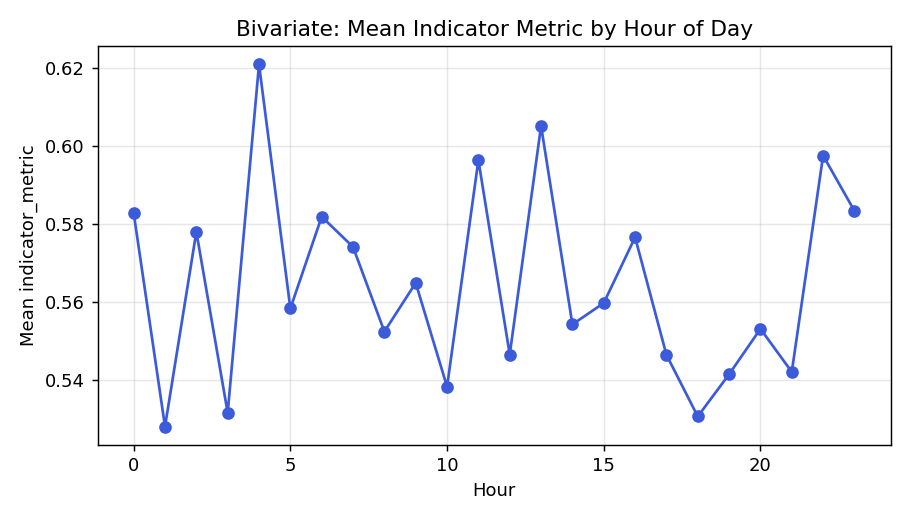 Bivariate: Mean Indicator Metric by Hour of Day
Mean indicator_metric
0.62
0.60
0.58
0.56
0.54
0 5 10 15 20
Hour